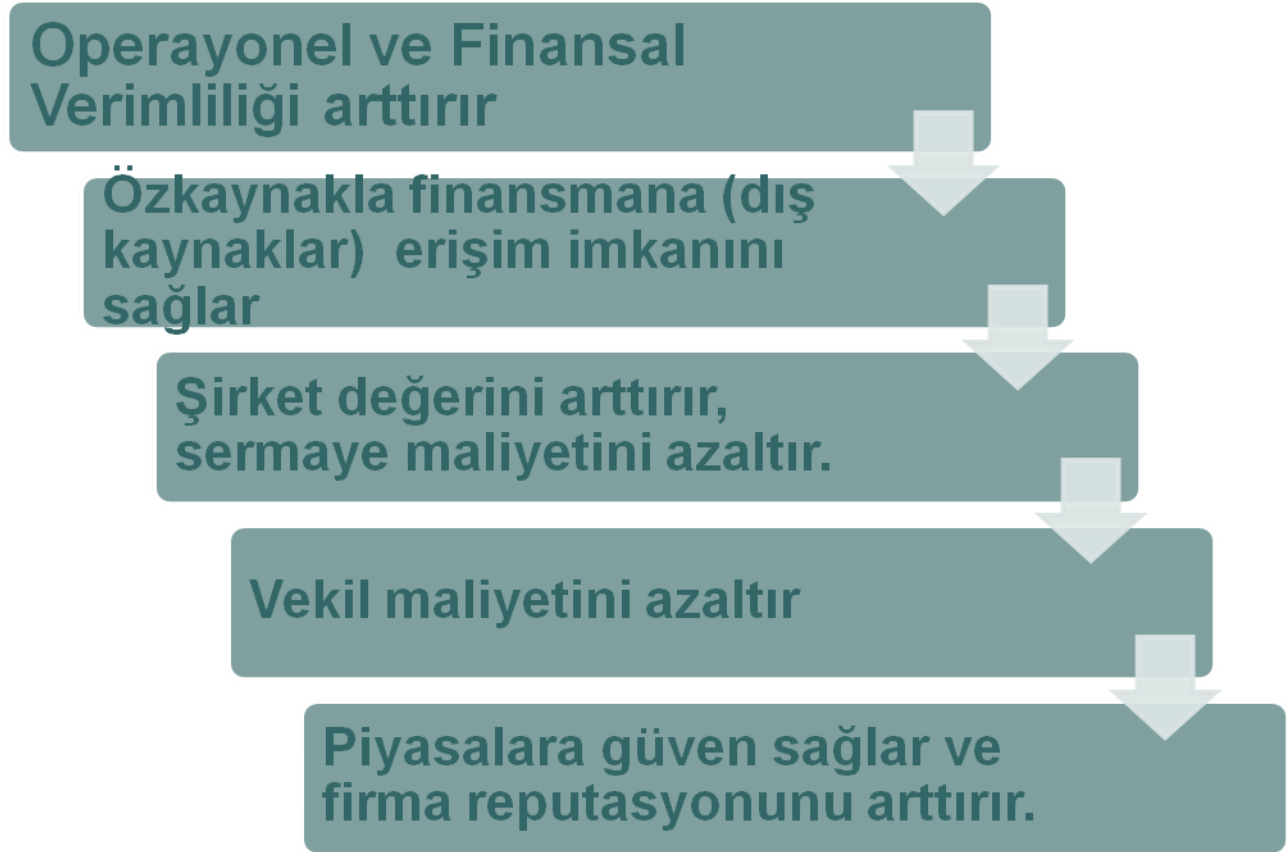 Operayonel ve Finansal
Verimliliği arttırır
Özkaynakla finansmana (dış
kaynaklar) erişim imkanını
sağlar
Şirket değerini arttırır,
sermaye maliyetini azaltır.
Vekil maliyetini azaltır
Piyasalara güven sağlar ve
firma reputasyonunu arttırır.